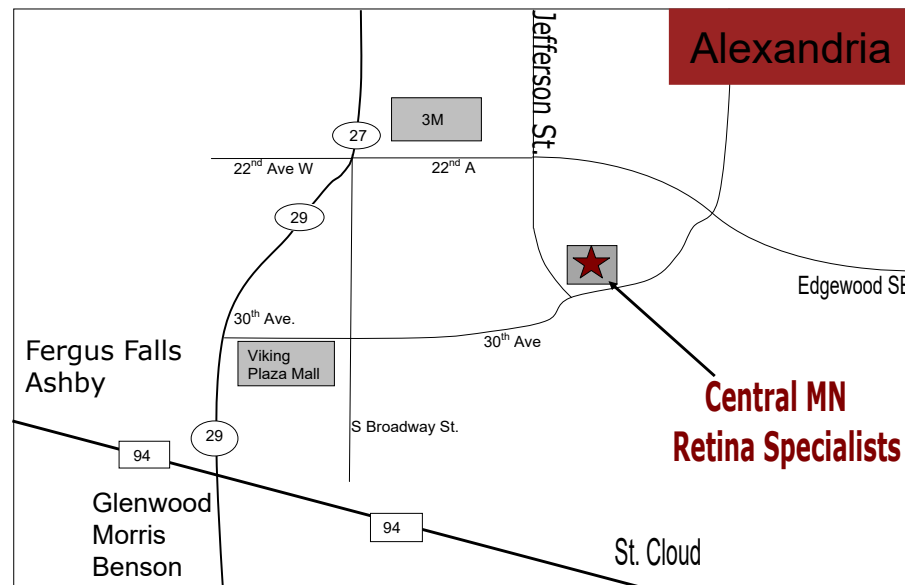 Alexandria
Jefferson St.
3M
27
22nd Ave W
22nd A
29
Edgewood SE
30th Ave.
30th Ave
Fergus Falls
Ashby
Viking
Plaza Mall
Central MN
Retina Specialists
S Broadway St.
29
94
Glenwood
Morris
Benson
94
St. Cloud